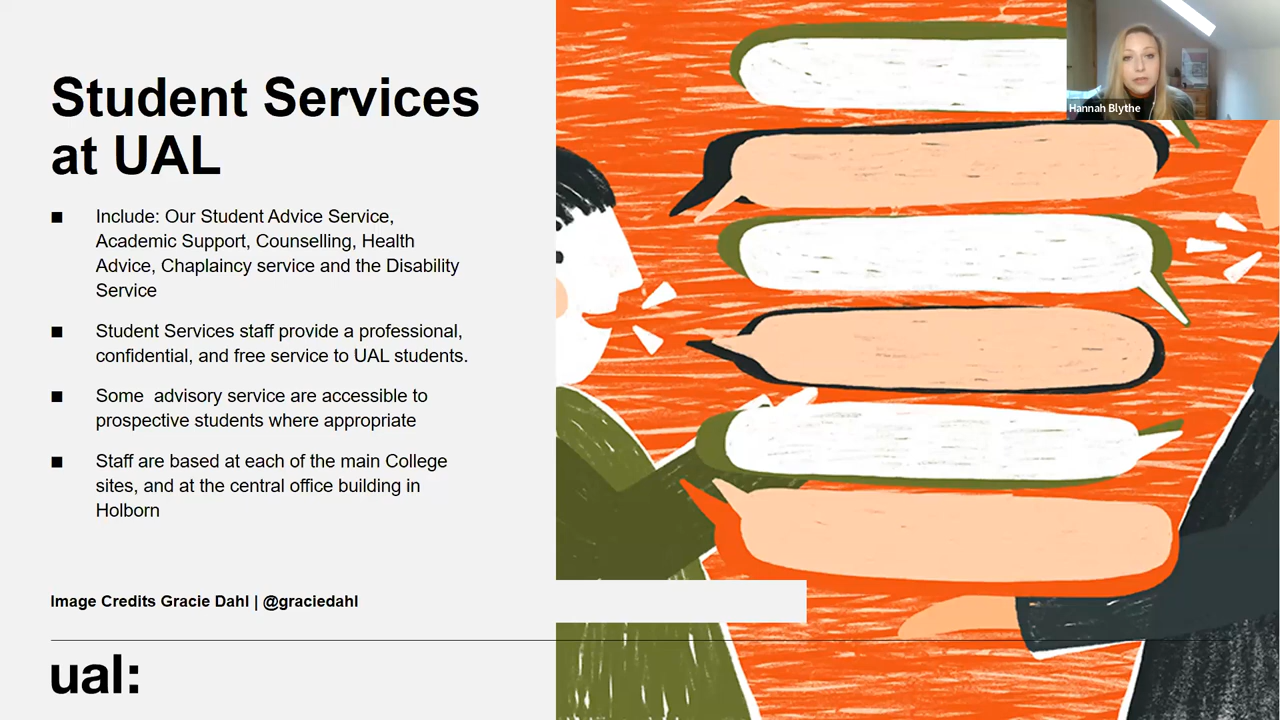 Student Services
at UAL
■ Include: Our Student Advice Service,
Academic Support, Counselling, Health
Advice, Chaplaincy service and the Disability
Service
■ Student Services staff provide a professional,
confidential, and free service to UAL students.
■ Some  advisory service are accessible to
prospective students where appropriate
■ Staff are based at each of the main College
sites, and at the central office building in
Holborn
Image Credits Gracie Dahl | @graciedahl
ual:
Hannah Blythe